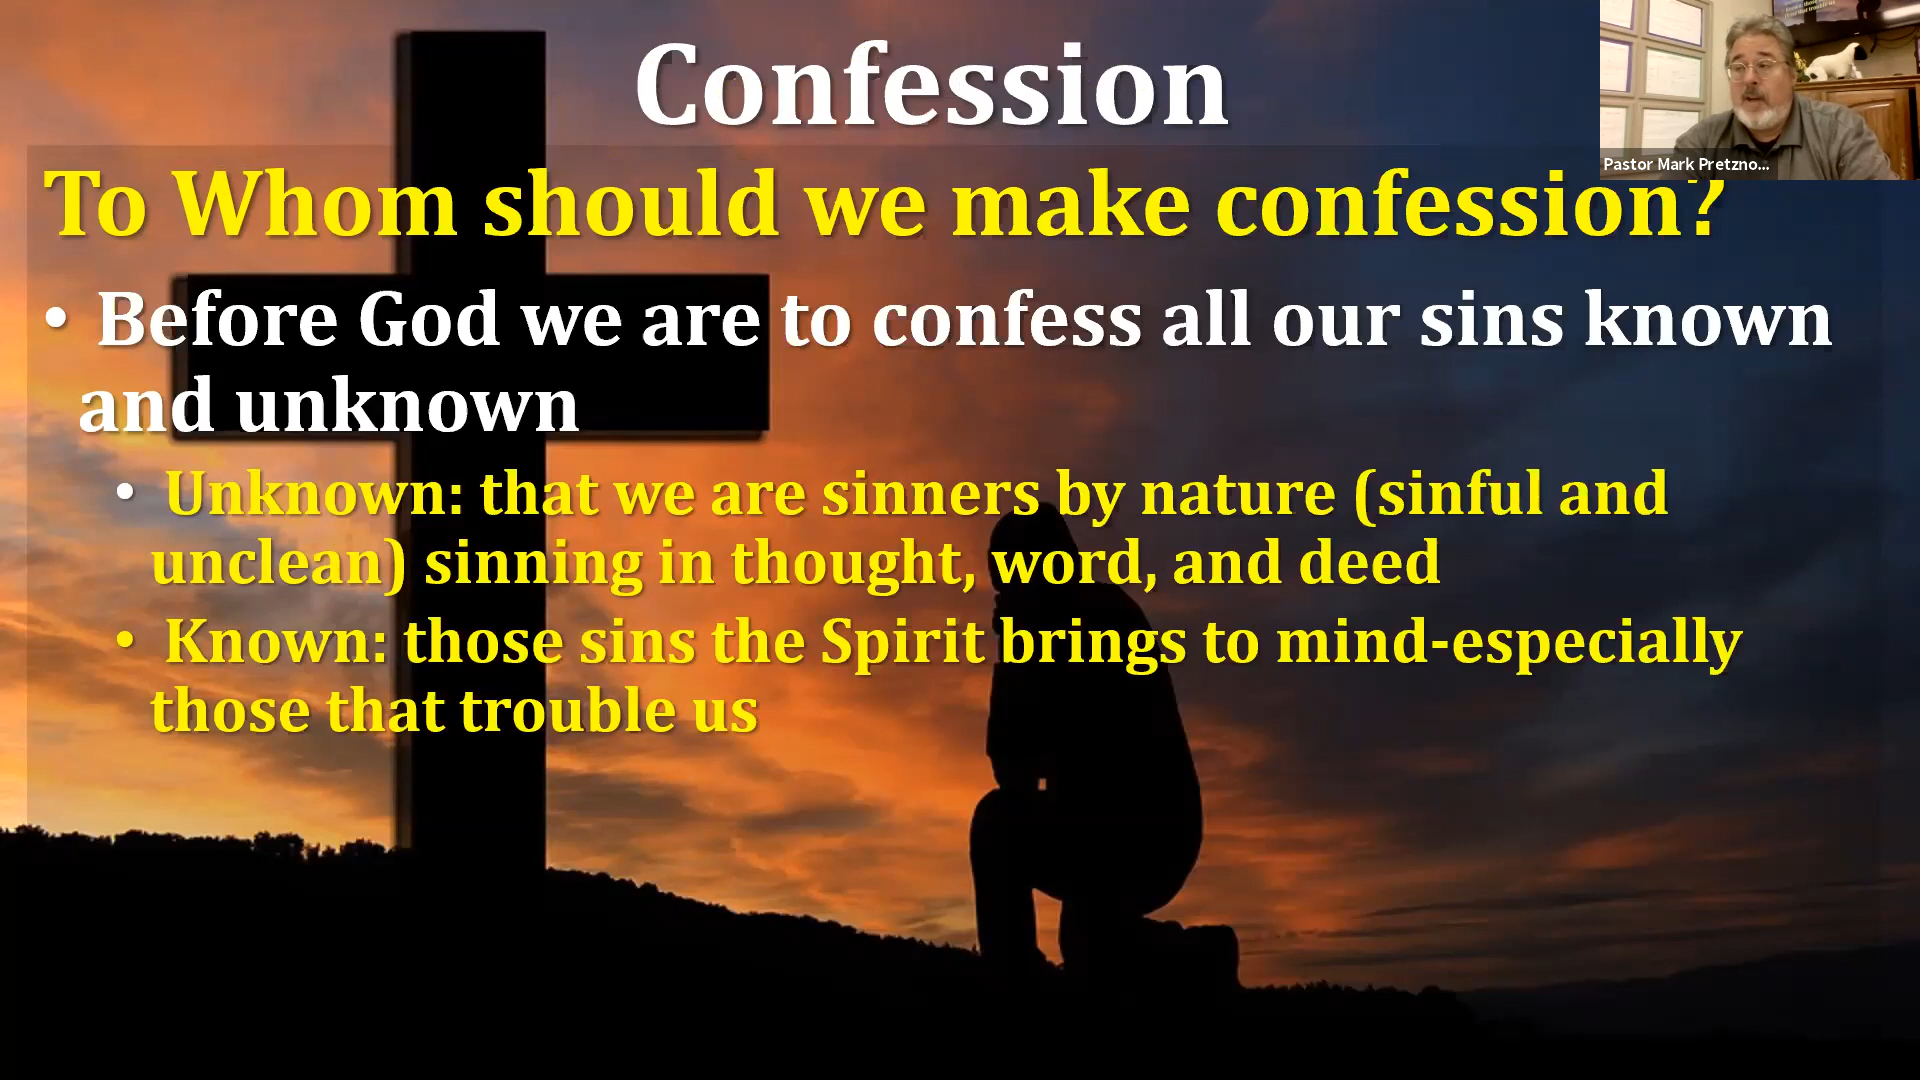 Confession
Pastor Mark Pretzno...
To Whom should we make confession?
• Before God we are to confess all our sins known
and unknown
• Unknown: that we are sinners by nature (sinful and
unclean) sinning in thought, word, and deed
• Known: those sins the Spirit brings to mind-especially
those that trouble us